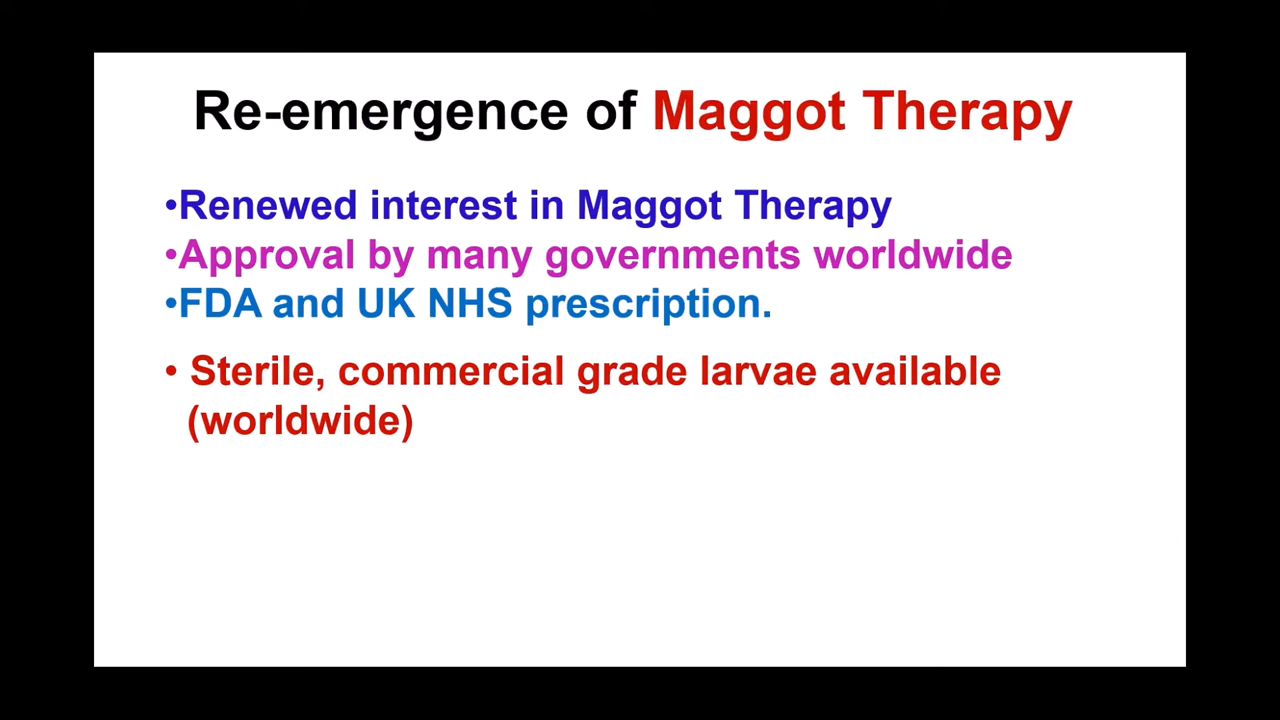 Re-emergence of Maggot Therapy
•Renewed interest in Maggot Therapy
•Approval by many governments worldwide
•FDA and UK NHS prescription.
• Sterile, commercial grade larvae available
(worldwide)